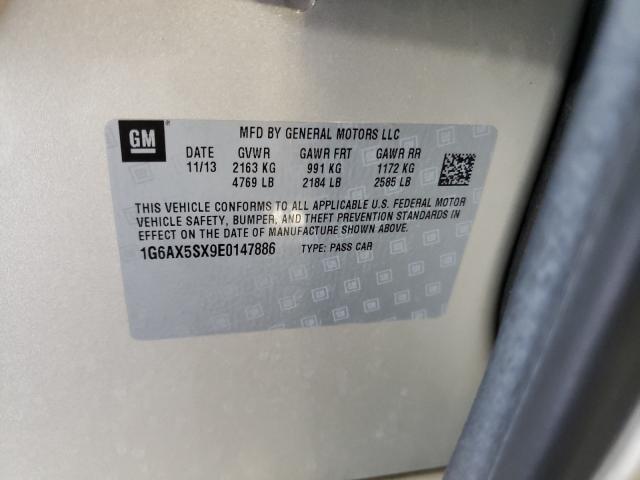 GM
MFD BY GENERAL MOTORS LLC
DATE GVWR GAWR FRT GAWR RR
11/13 2163 KG 991 KG 1172 KG
4769 LB 2184 LB 2585 LB
THIS VEHICLE CONFORMS TO ALL APPLICABLE U.S. FEDERAL MOTOR
VEHICLE SAFETY, BUMPER, AND THEFT PREVENTION STANDARDS IN
EFFECT ON THE DATE OF MANUFACTURE SHOWN ABOVE.
1G6AX5SX9E0147886 TYPE: PASS CAR